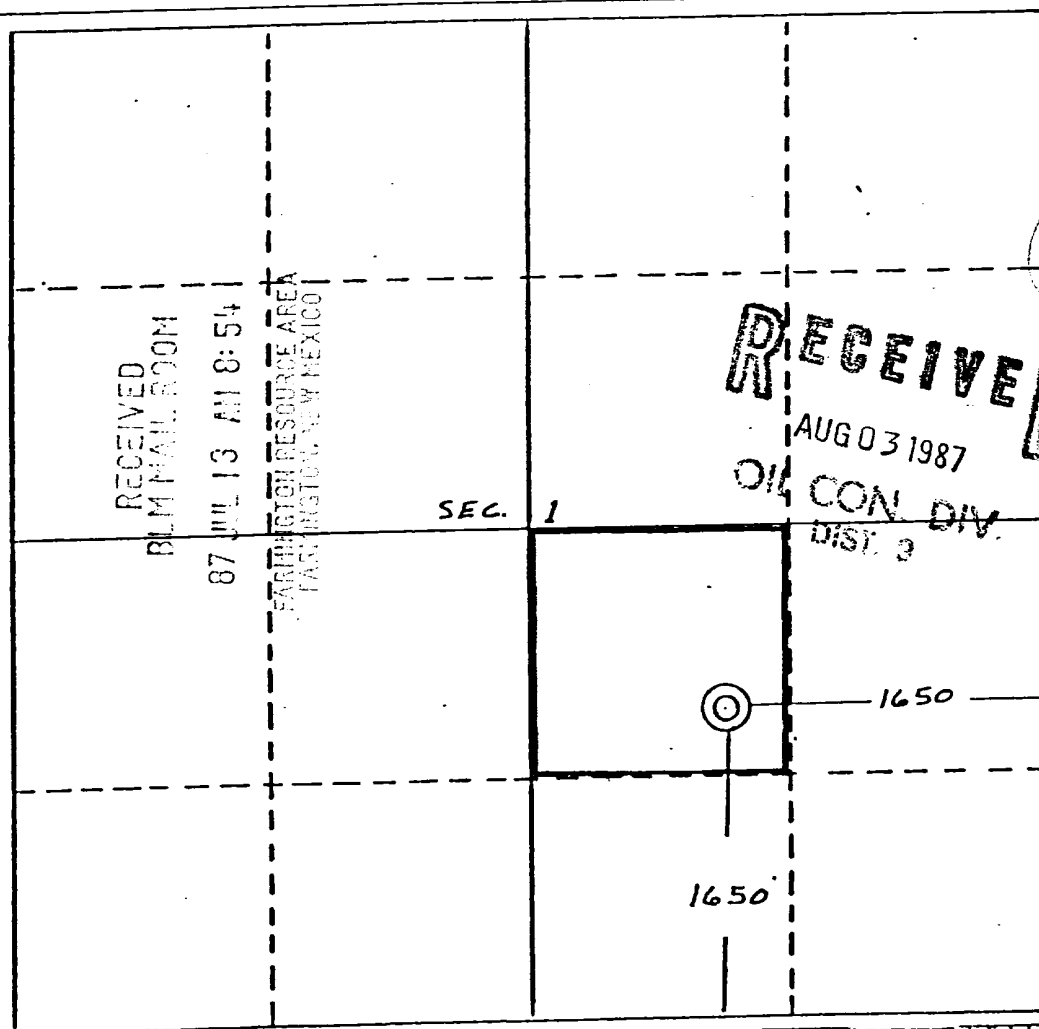 RECEIVED
BLM MAIL ROOM
87 JUL 13 AM 8:54
FARMINGTON RESOURCE AREA
FARMINGTON, NEW MEXICO
RECEIVE
AUG 03 1987
OIL CON. DIV.
DIST. 3
SEC. 1
1650
1650'